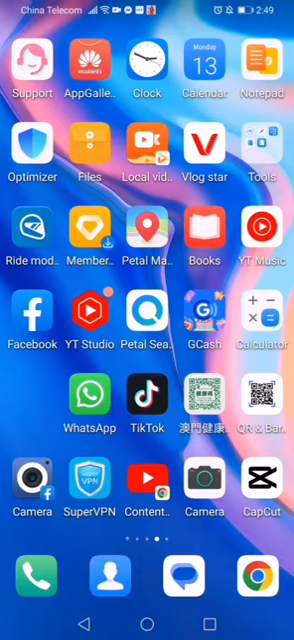 China Telecom 2:49
Monday
13
Support AppGalle.. Clock Calendar Notepad
Optimizer Files Local vid.. Vlog star Tools
Ride mod.. Member.. Petal Ma.. Books YT Music
Facebook YT Studio Petal Sea.. GCash Calculator
WhatsApp TikTok 澳門健康.. QR & Bar..
SUPER
VPN
Camera SuperVPN Content.. Camera CapCut